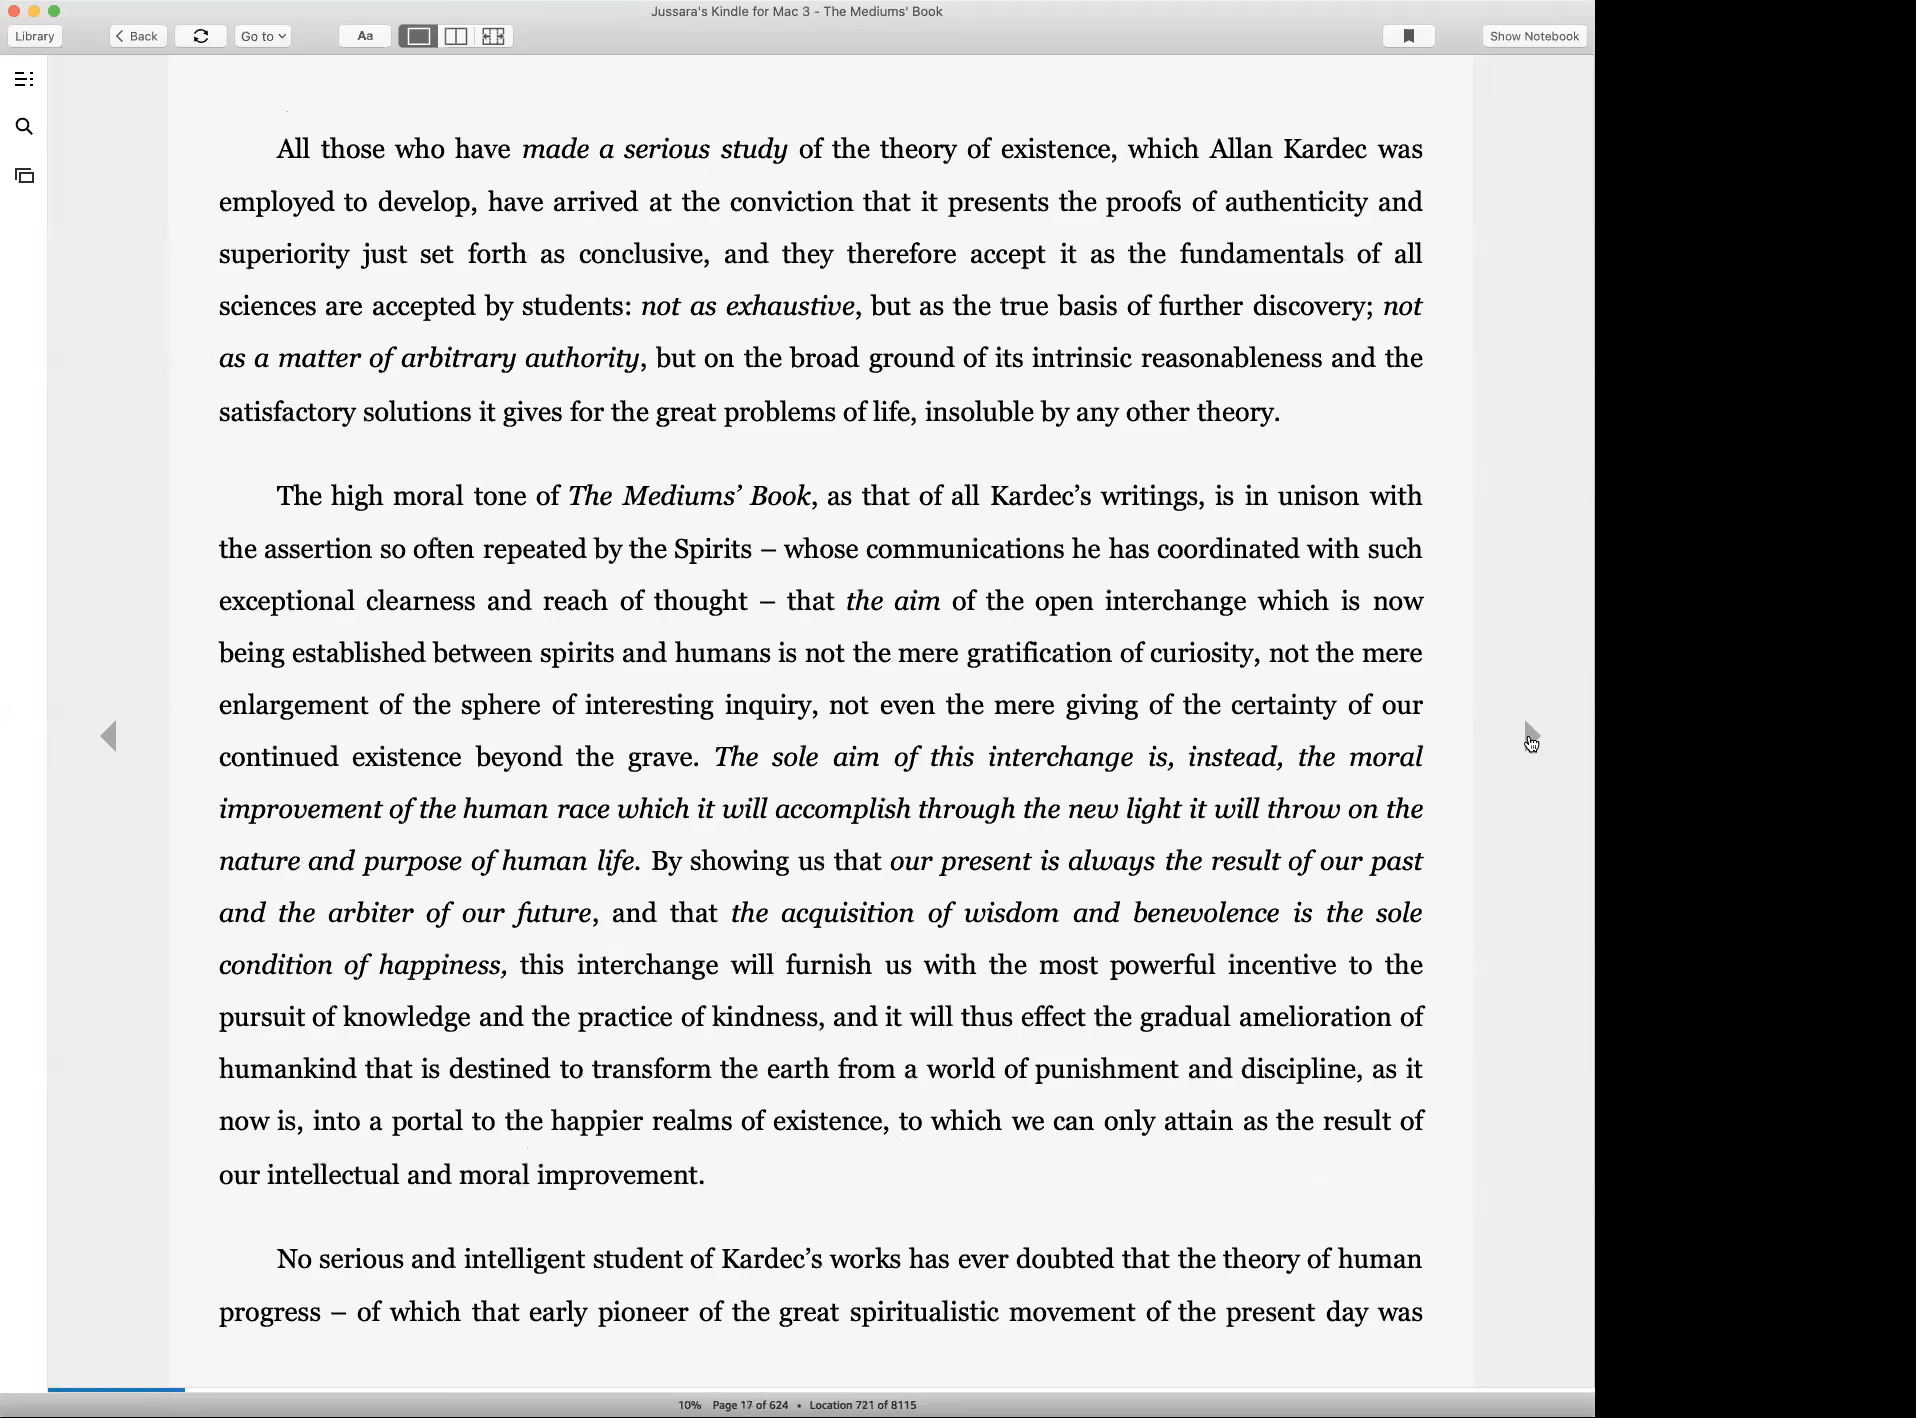 Jussara's Kindle for Mac 3 - The Mediums' Book
Library
Back
Go to
Aa
Show Notebook
All those who have made a serious study of the theory of existence, which Allan Kardec was
employed to develop, have arrived at the conviction that it presents the proofs of authenticity and
superiority just set forth as conclusive, and they therefore accept it as the fundamentals of all
sciences are accepted by students: not as exhaustive, but as the true basis of further discovery; not
as a matter of arbitrary authority, but on the broad ground of its intrinsic reasonableness and the
satisfactory solutions it gives for the great problems of life, insoluble by any other theory.
The high moral tone of The Mediums’ Book, as that of all Kardec’s writings, is in unison with
the assertion so often repeated by the Spirits – whose communications he has coordinated with such
exceptional clearness and reach of thought – that the aim of the open interchange which is now
being established between spirits and humans is not the mere gratification of curiosity, not the mere
enlargement of the sphere of interesting inquiry, not even the mere giving of the certainty of our
continued existence beyond the grave. The sole aim of this interchange is, instead, the moral
improvement of the human race which it will accomplish through the new light it will throw on the
nature and purpose of human life. By showing us that our present is always the result of our past
and the arbiter of our future, and that the acquisition of wisdom and benevolence is the sole
condition of happiness, this interchange will furnish us with the most powerful incentive to the
pursuit of knowledge and the practice of kindness, and it will thus effect the gradual amelioration of
humankind that is destined to transform the earth from a world of punishment and discipline, as it
now is, into a portal to the happier realms of existence, to which we can only attain as the result of
our intellectual and moral improvement.
No serious and intelligent student of Kardec’s works has ever doubted that the theory of human
progress – of which that early pioneer of the great spiritualistic movement of the present day was
10% Page 17 of 624 • Location 721 of 8115